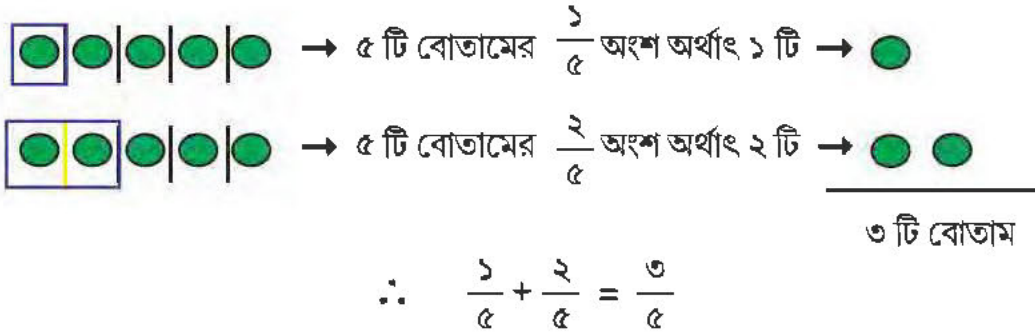 → ৫ টি বোতামের ১/৫ অংশ অর্থাৎ ১ টি →
→ ৫ টি বোতামের ২/৫ অংশ অর্থাৎ ২ টি →
৩ টি বোতাম
∴ ১/৫ + ২/৫ = ৩/৫